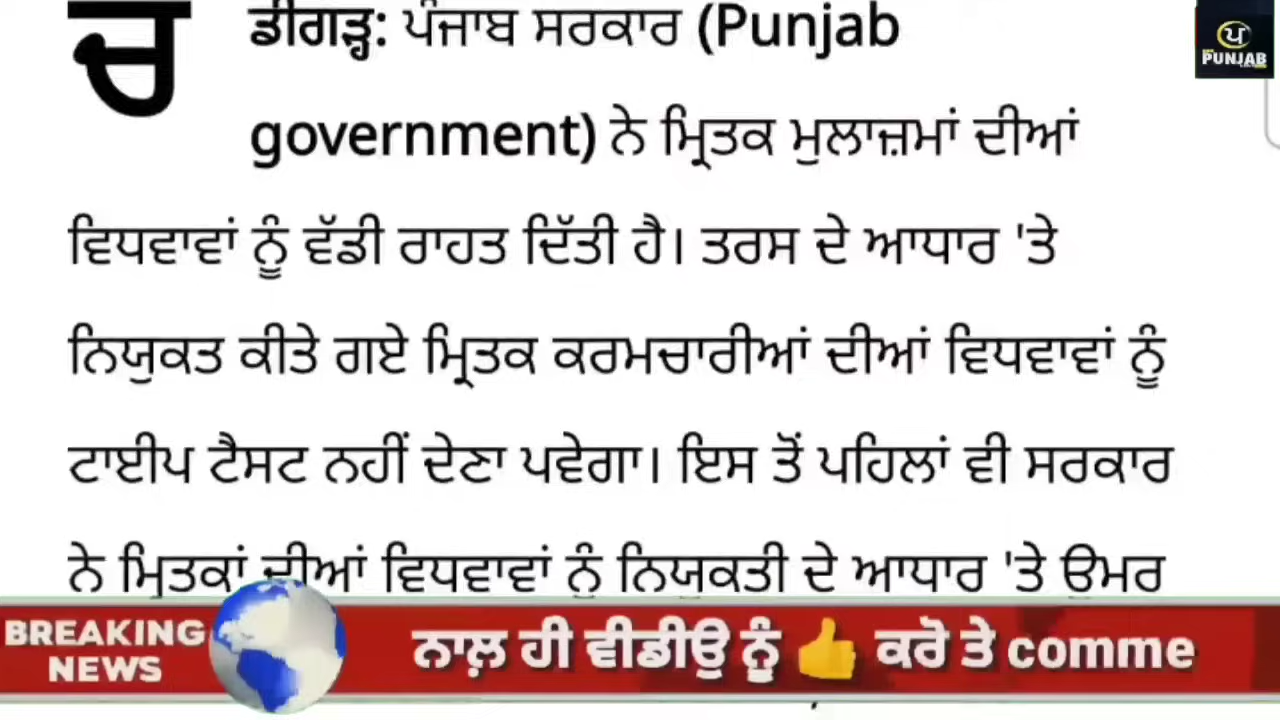 ਚੰਡੀਗੜ੍ਹ: ਪੰਜਾਬ ਸਰਕਾਰ (Punjab
government) ਨੇ ਮ੍ਰਿਤਕ ਮੁਲਾਜ਼ਮਾਂ ਦੀਆਂ
ਵਿਧਵਾਵਾਂ ਨੂੰ ਵੱਡੀ ਰਾਹਤ ਦਿੱਤੀ ਹੈ। ਤਰਸ ਦੇ ਆਧਾਰ 'ਤੇ
ਨਿਯੁਕਤ ਕੀਤੇ ਗਏ ਮ੍ਰਿਤਕ ਕਰਮਚਾਰੀਆਂ ਦੀਆਂ ਵਿਧਵਾਵਾਂ ਨੂੰ
ਟਾਈਪ ਟੈਸਟ ਨਹੀਂ ਦੇਣਾ ਪਵੇਗਾ। ਇਸ ਤੋਂ ਪਹਿਲਾਂ ਵੀ ਸਰਕਾਰ
ਨੇ ਮ੍ਰਿਤਕਾਂ ਦੀਆਂ ਵਿਧਵਾਵਾਂ ਨੂੰ ਨਿਯੁਕਤੀ ਦੇ ਆਧਾਰ 'ਤੇ ਉਮਰ
BREAKING
NEWS
ਨਾਲ਼ ਹੀ ਵੀਡੀਉ ਨੂੰ 👍 ਕਰੋ ਤੇ comme
ਪ
PUNJAB